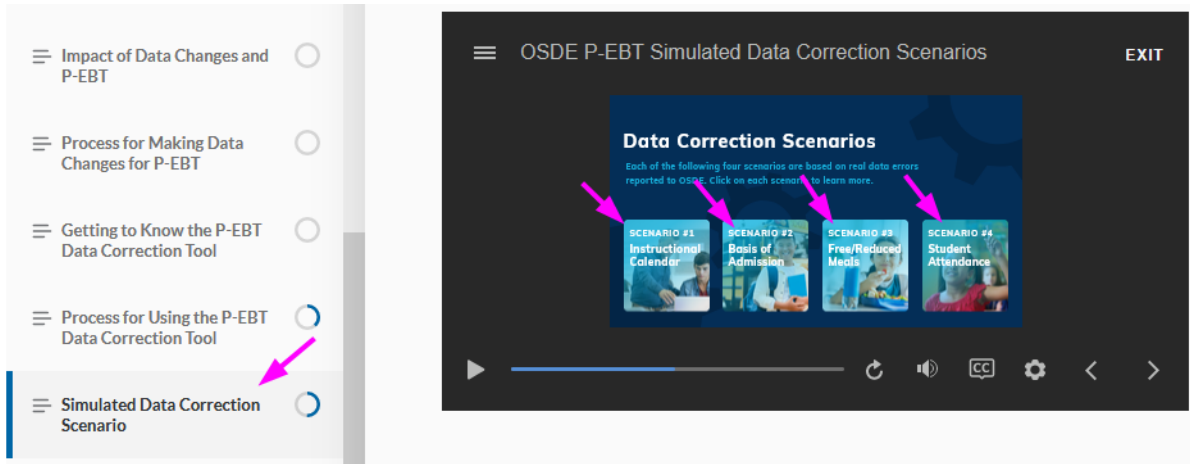 Impact of Data Changes and
P-EBT
Process for Making Data
Changes for P-EBT
Getting to Know the P-EBT
Data Correction Tool
Process for Using the P-EBT
Data Correction Tool
Simulated Data Correction
Scenario
OSDE P-EBT Simulated Data Correction Scenarios
EXIT
Data Correction Scenarios
Each of the following four scenarios are based on real data errors
reported to OSDE. Click on each scenario to learn more.
SCENARIO #1
Instructional
Calendar
SCENARIO #2
Basis of
Admission
SCENARIO #3
Free/Reduced
Meals
SCENARIO #4
Student
Attendance
CC